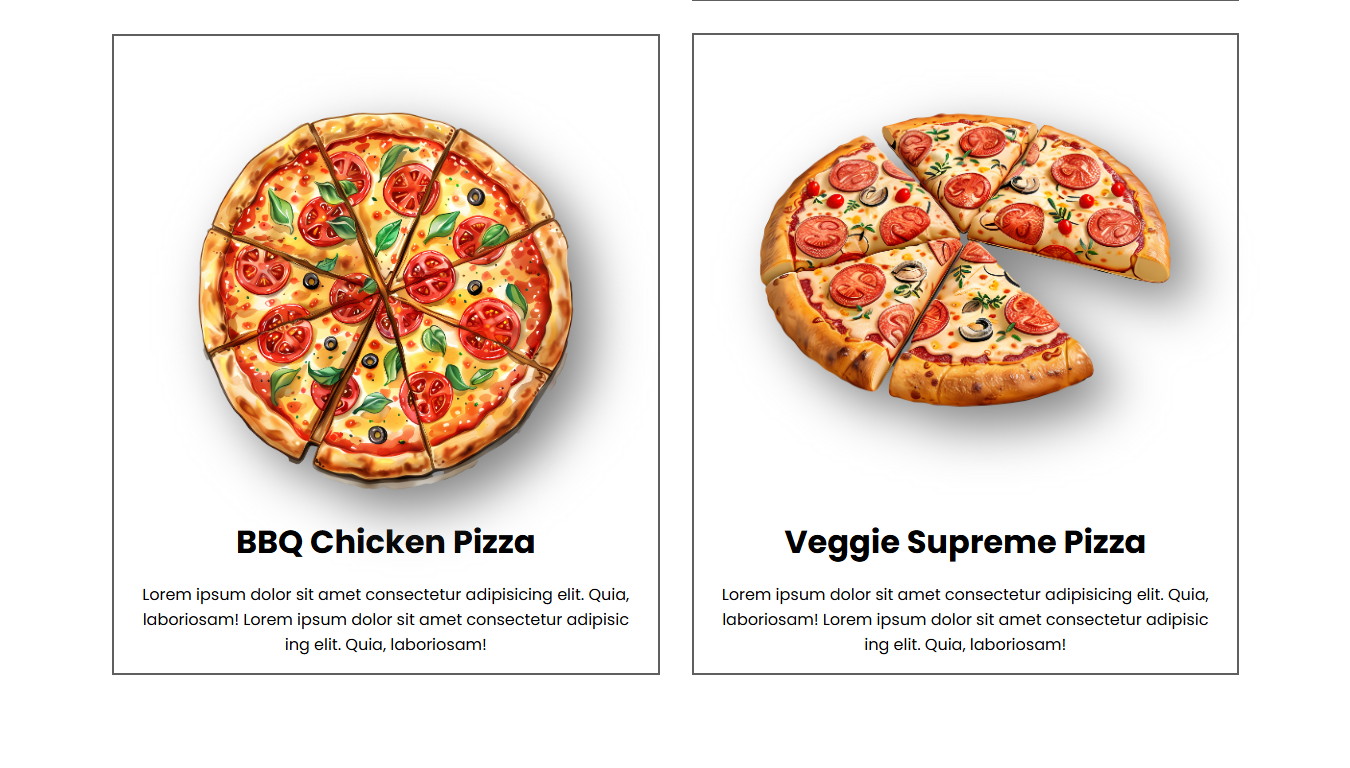 BBQ Chicken Pizza
Lorem ipsum dolor sit amet consectetur adipisicing elit. Quia,
laboriosam! Lorem ipsum dolor sit amet consectetur adipisic
ing elit. Quia, laboriosam!
Veggie Supreme Pizza
Lorem ipsum dolor sit amet consectetur adipisicing elit. Quia,
laboriosam! Lorem ipsum dolor sit amet consectetur adipisic
ing elit. Quia, laboriosam!